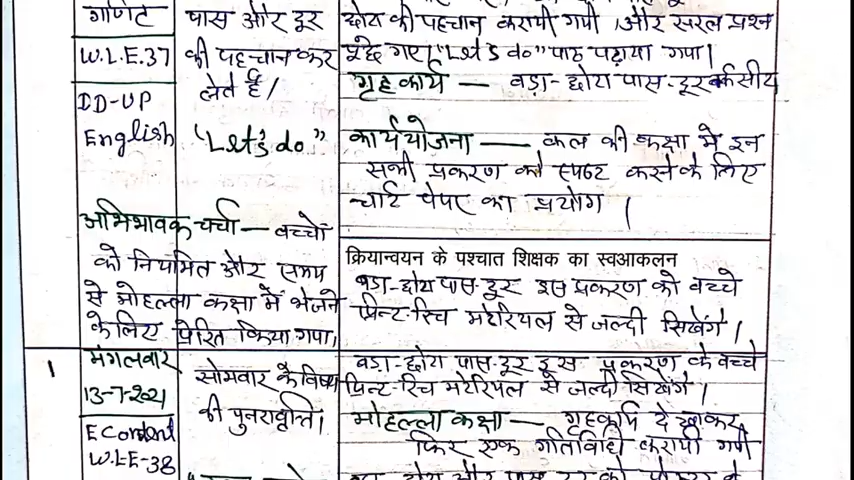 गणित
W.L.E.37
DD-UP
English
पास और दूर
की पहचान कर
लेते हैं।
"Let's do"
छोटा की पहचान करायी गयी, और सरल प्रश्न
पूछे गए। "Let's do" पाठ पढ़ाया गया।
गृहकार्य — बड़ा-छोटा पास-दूर
कार्ययोजना — कल की कक्षा में इन
सभी प्रकरण को स्पष्ट करने के लिए
चार्ट पेपर का प्रयोग।
अभिभावक चर्चा — बच्चों
को नियमित और समय
से मोहल्ला कक्षा में भेजने
के लिए प्रेरित किया गया।
क्रियान्वयन के पश्चात शिक्षक का स्वआकलन
बड़ा-छोटा पास-दूर इस प्रकरण को बच्चे
प्रिन्ट-रिच मटेरियल से जल्दी सिखेंगे।
1
मंगलवार
13-7-2021
E Content
W.L.E-38
सोमवार के विषय
की पुनरावृत्ति।
बड़ा-छोटा पास-दूर इस प्रकरण के बच्चे
प्रिन्ट-रिच मटेरियल से जल्दी सिखेंगे।
मोहल्ला कक्षा — गृहकार्य देखकर
फिर एक गतिविधि करायी गयी